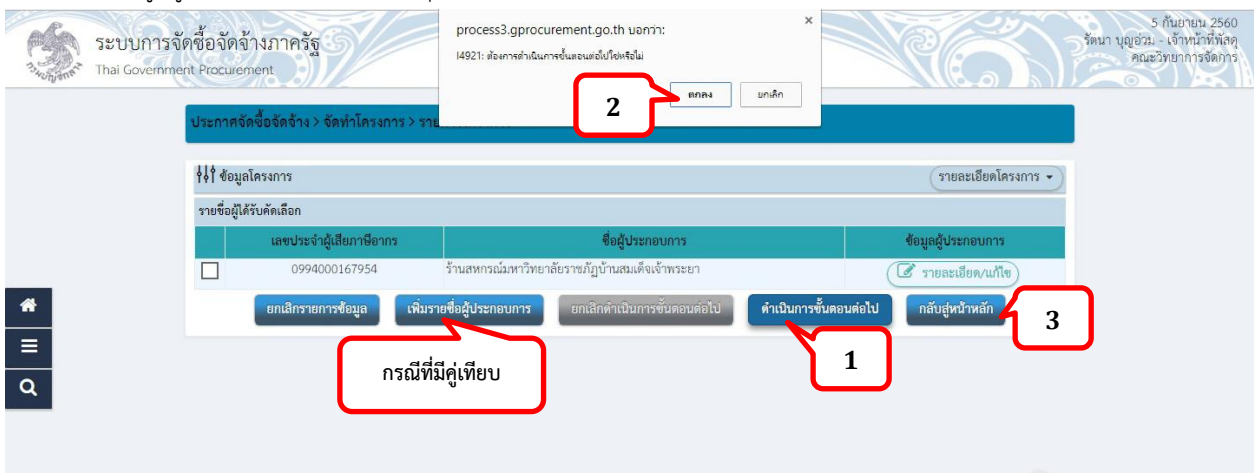 process3.gprocurement.go.th บอกว่า:
×
I4921: ต้องการดำเนินการขั้นตอนต่อไปใช่หรือไม่
ตกลง
ยกเลิก
2
ระบบการจัดซื้อจัดจ้างภาครัฐ
Thai Government Procurement
5 กันยายน 2560
รัตนา บุญอ่วม - เจ้าหน้าที่พัสดุ
คณะวิทยาการจัดการ
ประกาศจัดซื้อจัดจ้าง > จัดทำโครงการ >
ข้อมูลโครงการ
รายละเอียดโครงการ
รายชื่อผู้ได้รับคัดเลือก
เลขประจำผู้เสียภาษีอากร ชื่อผู้ประกอบการ ข้อมูลผู้ประกอบการ
0994000167954 ร้านสหกรณ์มหาวิทยาลัยราชภัฏบ้านสมเด็จเจ้าพระยา รายละเอียด/แก้ไข
ยกเลิกรายการข้อมูล เพิ่มรายชื่อผู้ประกอบการ ยกเลิกดำเนินการขั้นตอนต่อไป ดำเนินการขั้นตอนต่อไป กลับสู่หน้าหลัก
3
1
กรณีที่มีคู่เทียบ